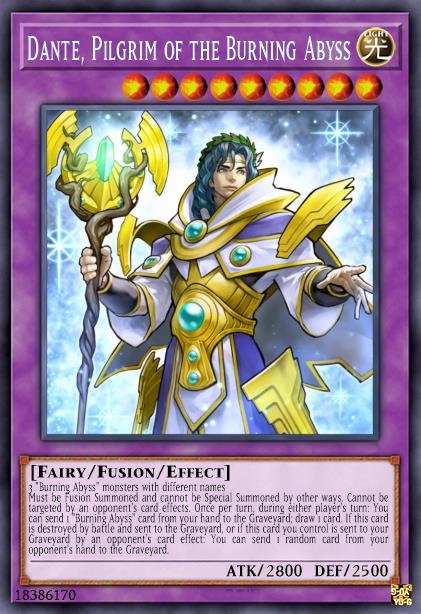 Dante, Pilgrim of the Burning Abyss
LIGHT
光
[Fairy/Fusion/Effect]
3 "Burning Abyss" monsters with different names
Must be Fusion Summoned and cannot be Special Summoned by other ways. Cannot be
targeted by an opponent's card effects. Once per turn, during either player's turn: You
can send 1 "Burning Abyss" card from your hand to the Graveyard; draw 1 card. If this card
is destroyed by battle and sent to the Graveyard, or if this card you control is sent to your
Graveyard by an opponent's card effect: You can send 1 random card from your
opponent's hand to the Graveyard.
ATK/2800 DEF/2500
18386170